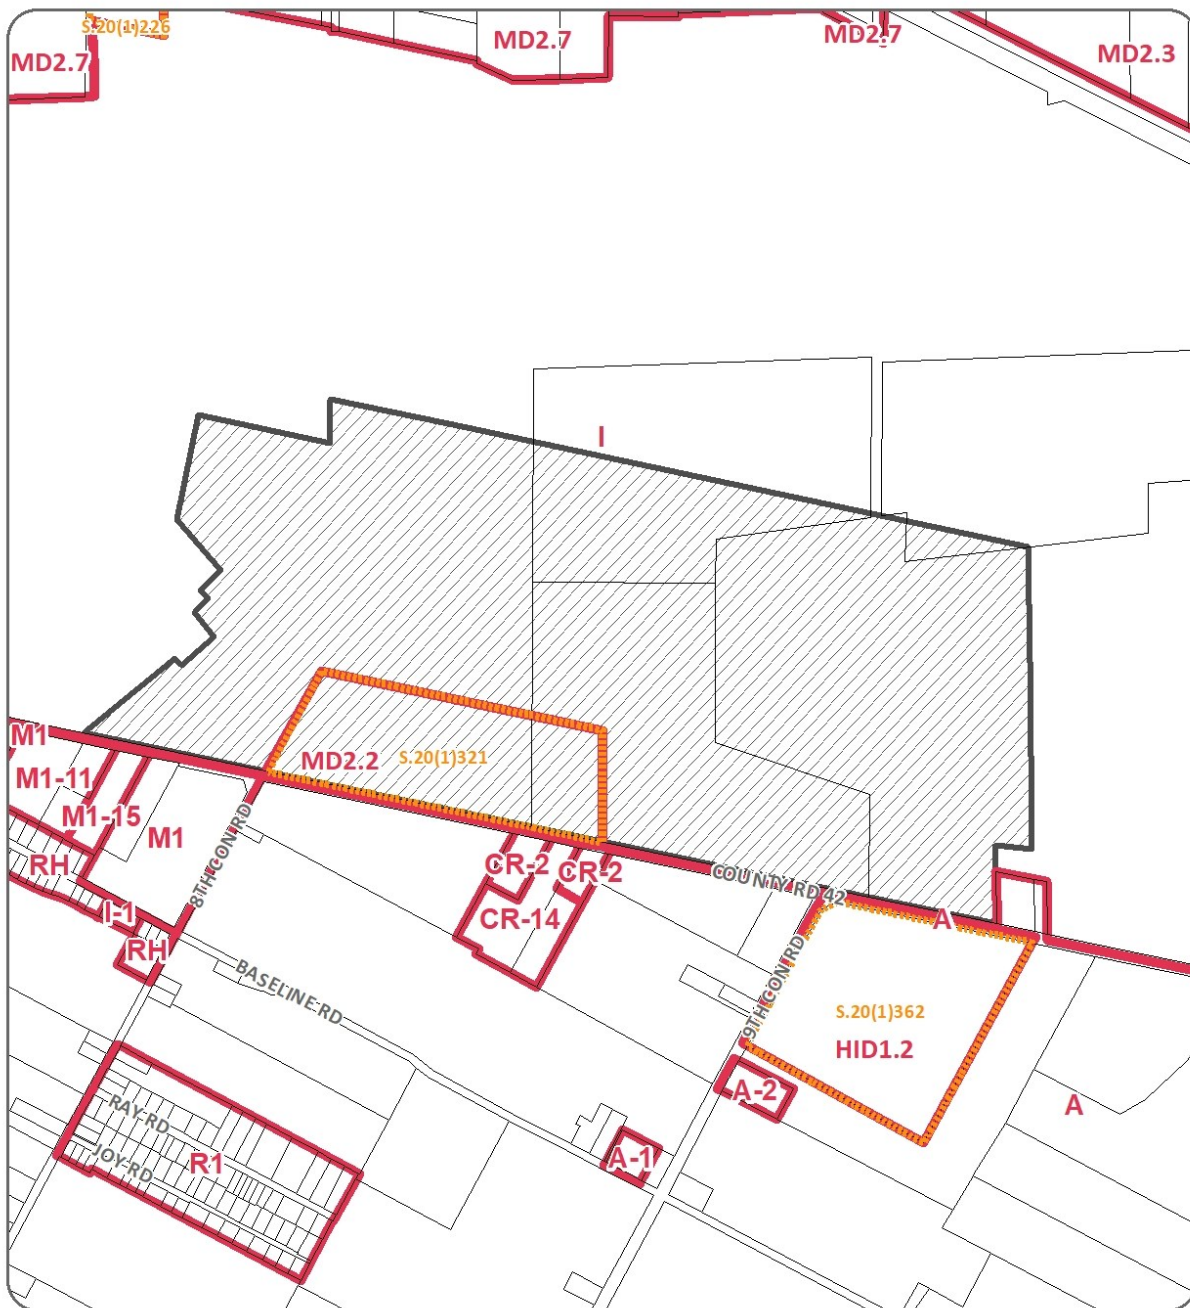 S.20(1)226
MD2.7
MD2.7
MD2.7
MD2.3
I
M1
M1-11
M1-15
M1
RH
I-1
RH
8TH CON RD
MD2.2
S.20(1)321
CR-2
CR-2
CR-14
COUNTY RD 42
A
9TH CON RD
S.20(1)362
HID1.2
BASELINE RD
A-2
A
A-1
RAY RD
JOY RD
R1